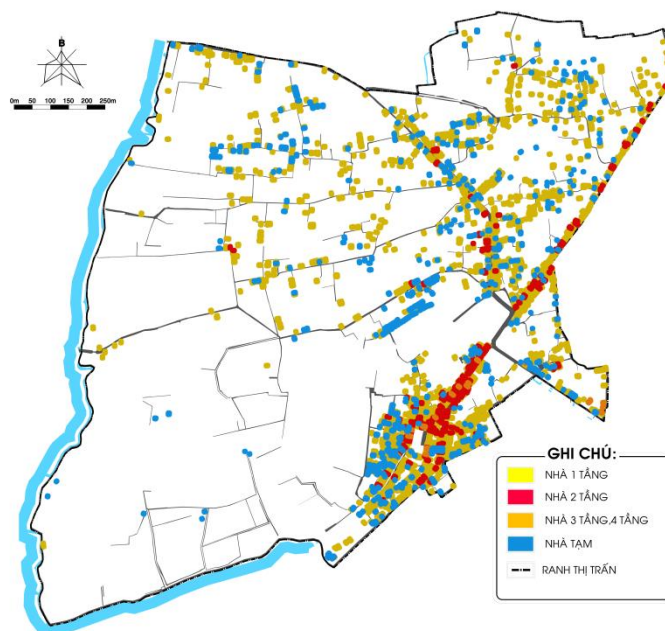 B
0m 50 100 150 200 250m
GHI CHÚ:
NHÀ 1 TẦNG
NHÀ 2 TẦNG
NHÀ 3 TẦNG,4 TẦNG
NHÀ TẠM
RANH THỊ TRẤN